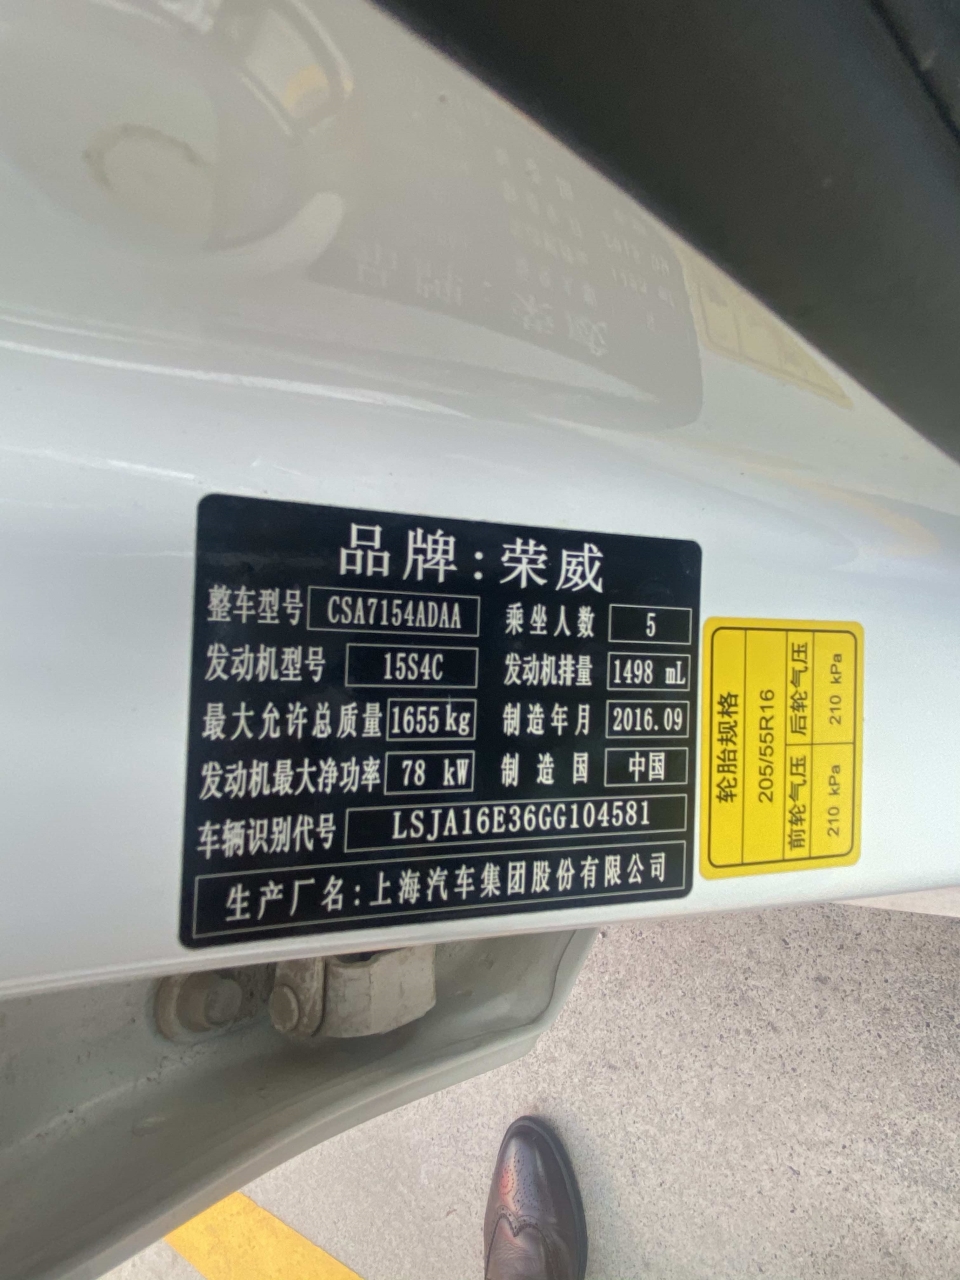 品牌：荣威
整车型号 CSA7154ADAA 乘坐人数 5
发动机型号 15S4C 发动机排量 1498 mL
最大允许总质量 1655kg 制造年月 2016.09
发动机最大净功率 78 kW 制造国 中国
车辆识别代号 LSJA16E36GG104581
生产厂名:上海汽车集团股份有限公司
轮胎规格
205/55R16
前轮气压 后轮气压
210 kPa 210 kPa